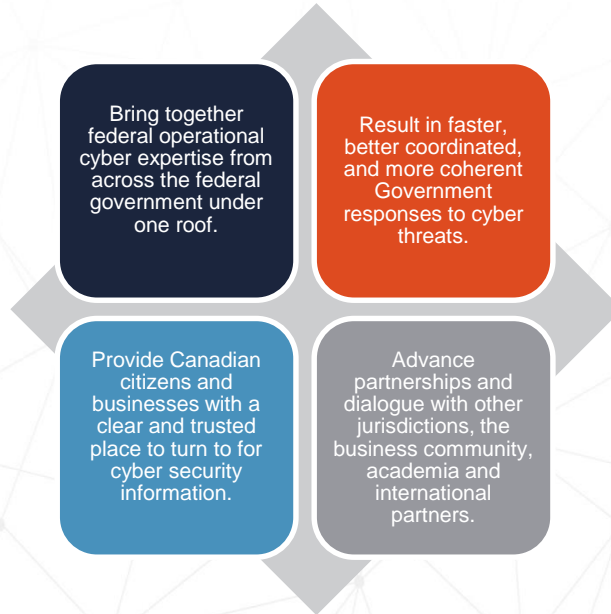 Bring together
federal operational
cyber expertise from
across the federal
government under
one roof.
Result in faster,
better coordinated,
and more coherent
Government
responses to cyber
threats.
Provide Canadian
citizens and
businesses with a
clear and trusted
place to turn to for
cyber security
information.
Advance
partnerships and
dialogue with other
jurisdictions, the
business community,
academia and
international
partners.